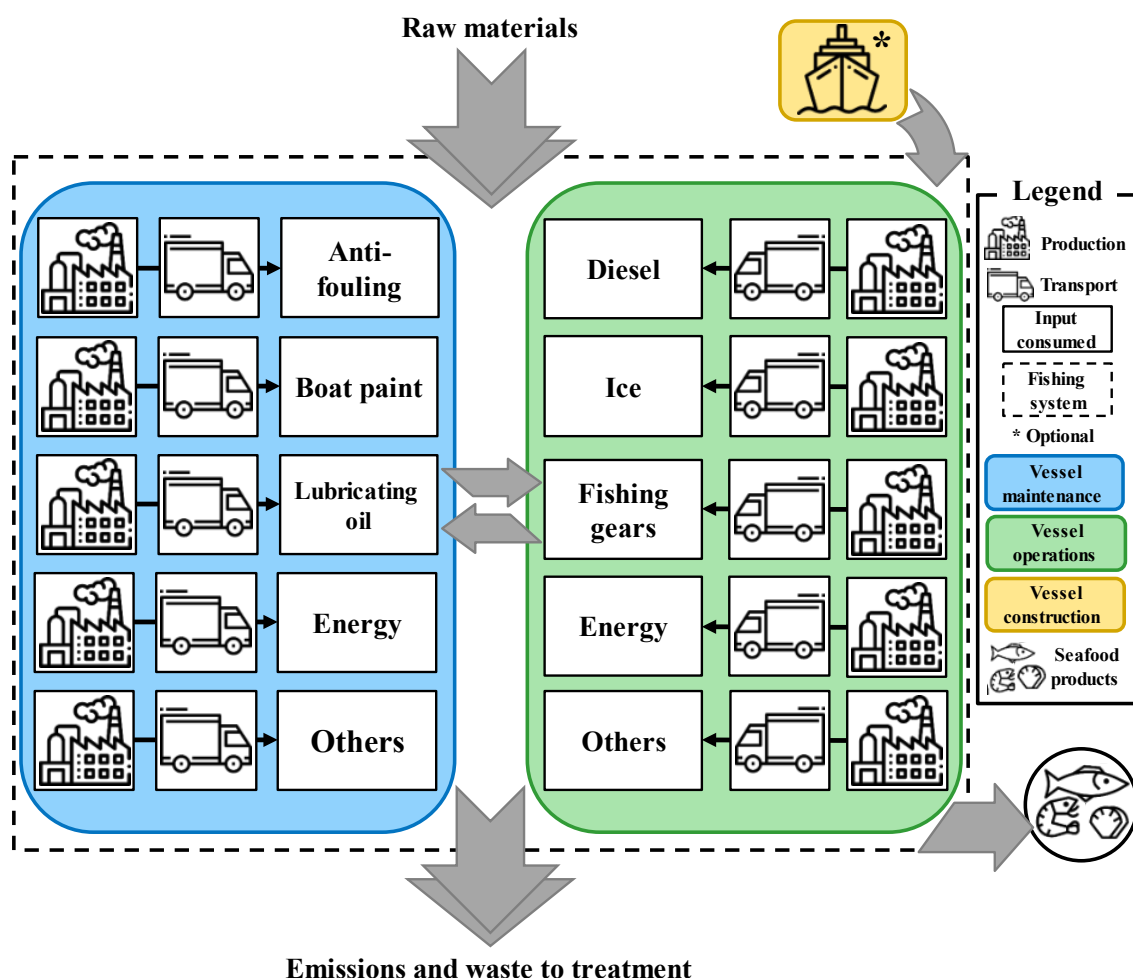 Raw materials
*
Anti-
fouling
Boat paint
Lubricating
oil
Energy
Others
Diesel
Ice
Fishing
gears
Energy
Others
Legend
Production
Transport
Input
consumed
Fishing
system
* Optional
Vessel
maintenance
Vessel
operations
Vessel
construction
Seafood
products
Emissions and waste to treatment